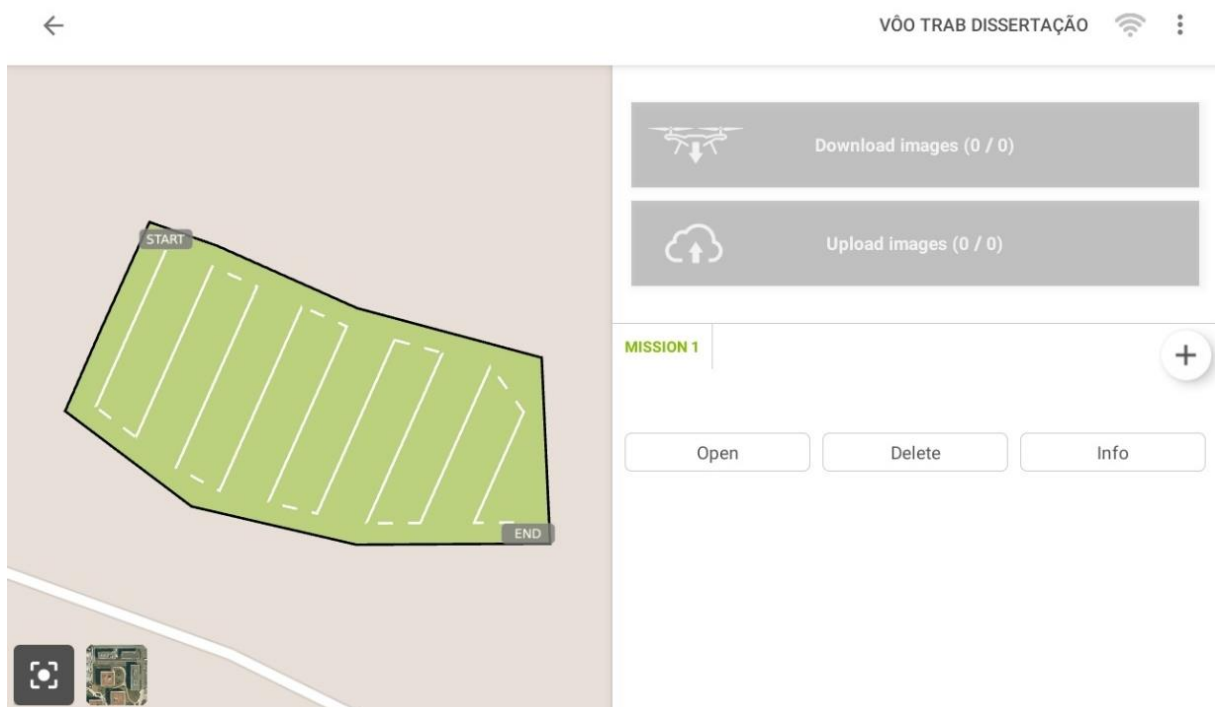 VÔO TRAB DISSERTAÇÃO
START
END
Download images (0 / 0)
Upload images (0 / 0)
MISSION 1
Open
Delete
Info